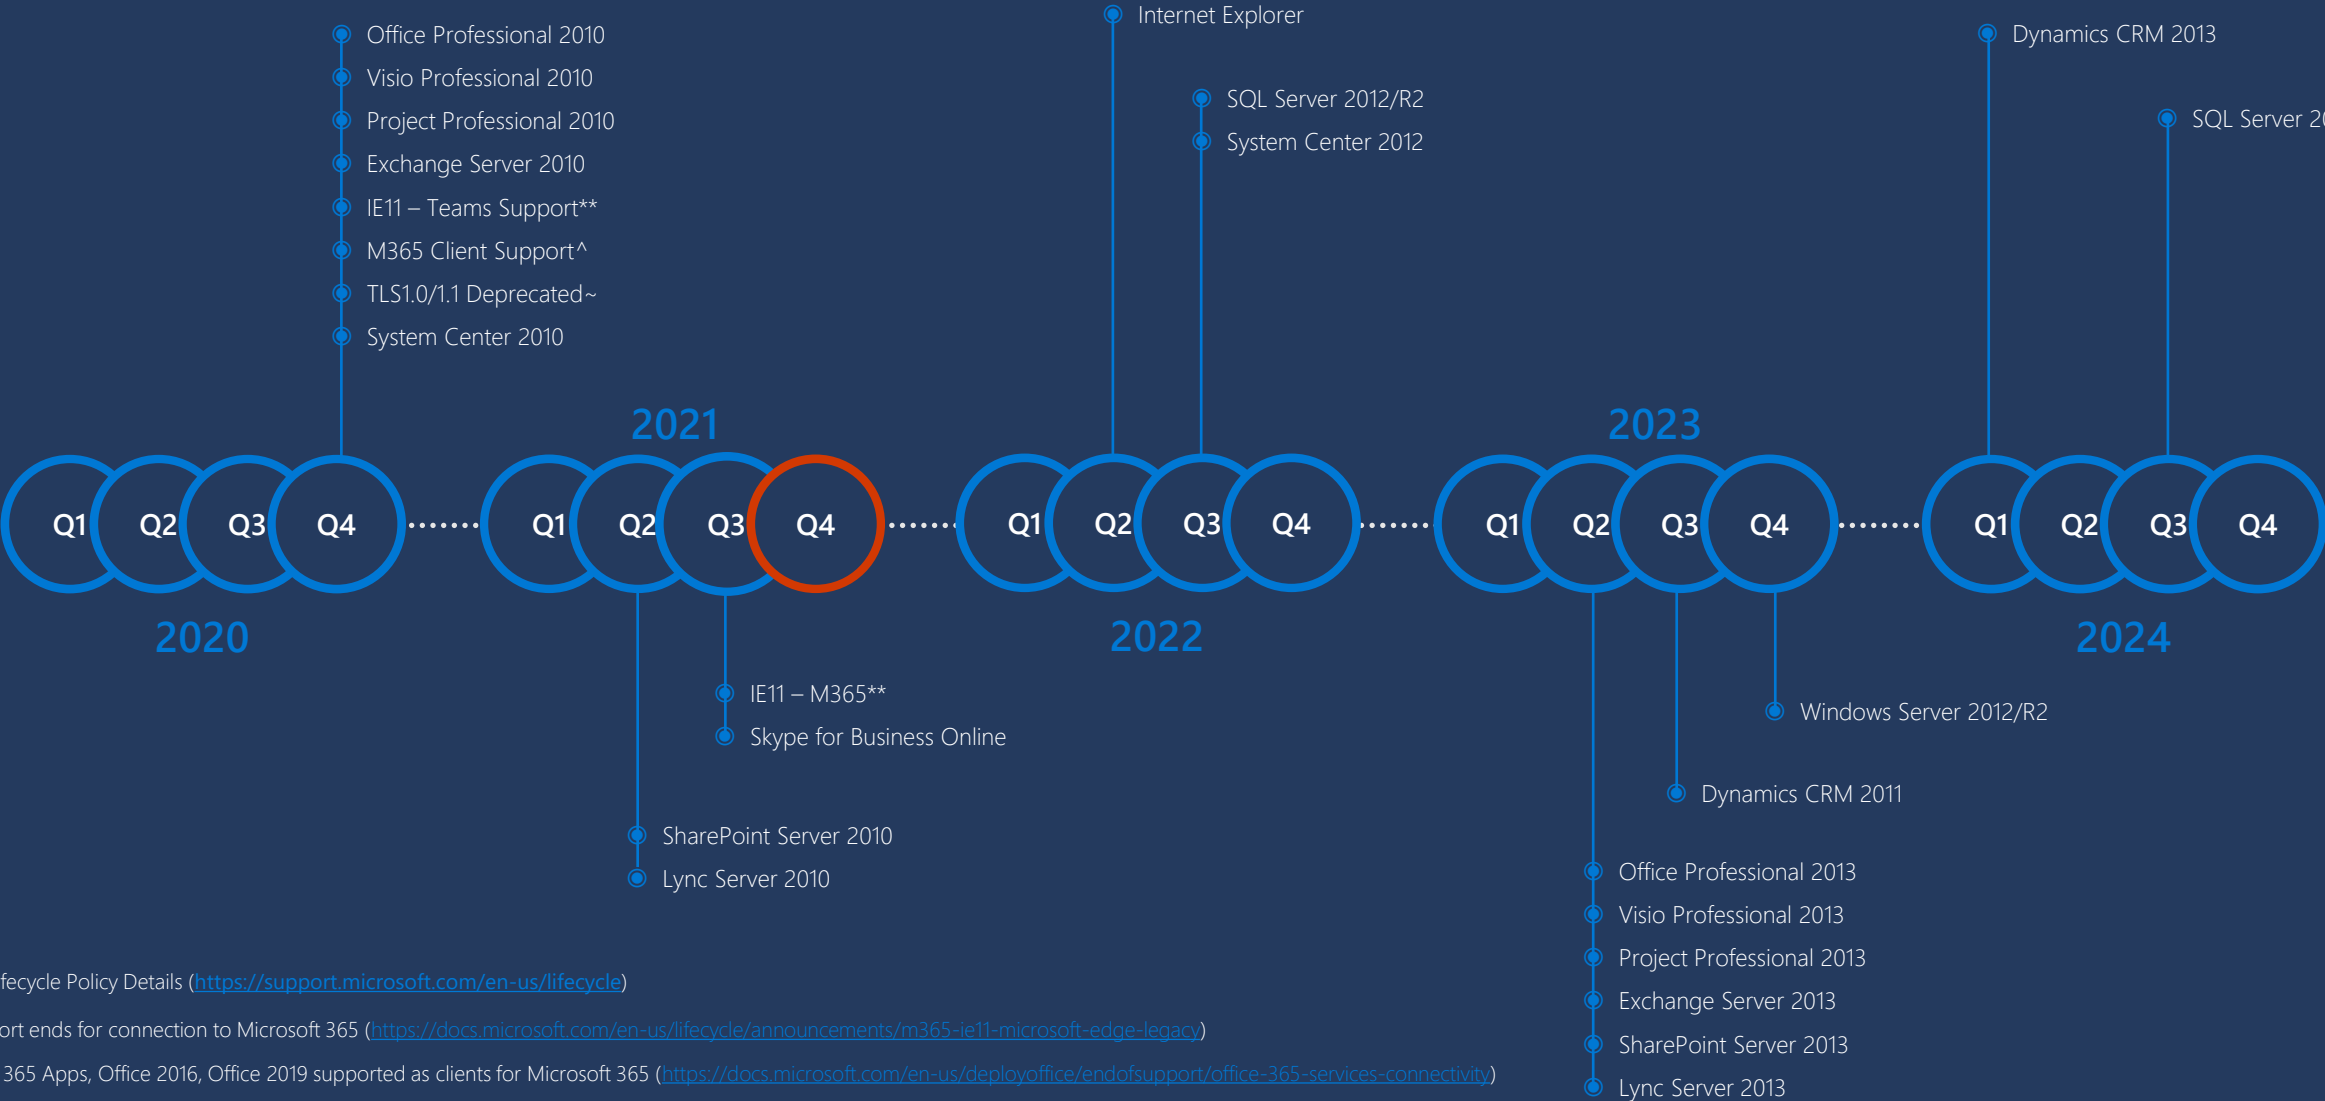 Office Professional 2010
Visio Professional 2010
Project Professional 2010
Exchange Server 2010
IE11 – Teams Support**
M365 Client Support^
TLS1.0/1.1 Deprecated~
System Center 2010
Internet Explorer
SQL Server 2012/R2
System Center 2012
Dynamics CRM 2013
SQL Server
2021
2023
Q1 Q2 Q3 Q4 Q1 Q2 Q3 Q4 Q1 Q2 Q3 Q4 Q1 Q2 Q3 Q4 Q1 Q2 Q3 Q4
2020
2022
2024
IE11 – M365**
Skype for Business Online
SharePoint Server 2010
Lync Server 2010
Windows Server 2012/R2
Dynamics CRM 2011
Office Professional 2013
Visio Professional 2013
Project Professional 2013
Exchange Server 2013
SharePoint Server 2013
Lync Server 2013
Policy Details (https://support.microsoft.com/en-us/lifecycle)
ends for connection to Microsoft 365 (https://docs.microsoft.com/en-us/lifecycle/announcements/m365-ie11-microsoft-edge-legacy)
365 Apps, Office 2016, Office 2019 supported as clients for Microsoft 365 (https://docs.microsoft.com/en-us/deployoffice/endofsupport/office-365-services-connectivity)